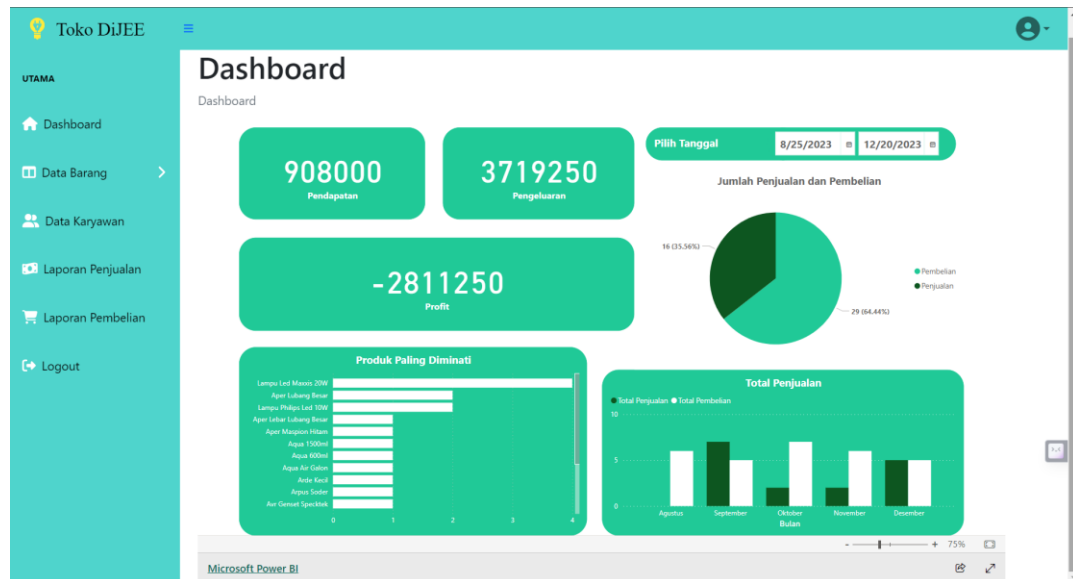 Toko DiJEE
UTAMA
Dashboard
Data Barang
Data Karyawan
Laporan Penjualan
Laporan Pembelian
Logout
Dashboard
Dashboard
908000
Pendapatan
3719250
Pengeluaran
Pilih Tanggal
8/25/2023
12/20/2023
-2811250
Profit
Jumlah Penjualan dan Pembelian
16 (35.56%)
29 (64.44%)
Pembelian
Penjualan
Produk Paling Diminati
Lampu Led Maxxis 20W
Aper Lubang Besar
Lampu Philips Led 10W
Aper Lebar Lubang Besar
Aper Maspion Hitam
Aqua 1500ml
Aqua 600ml
Aqua Air Galon
Arde Kecil
Arpus Soder
Avr Genset Specktek
0 1 2 3 4
Total Penjualan
Total Penjualan Total Pembelian
10
5
0
Agustus September Oktober November Desember
Bulan
- + 75%
Microsoft Power BI